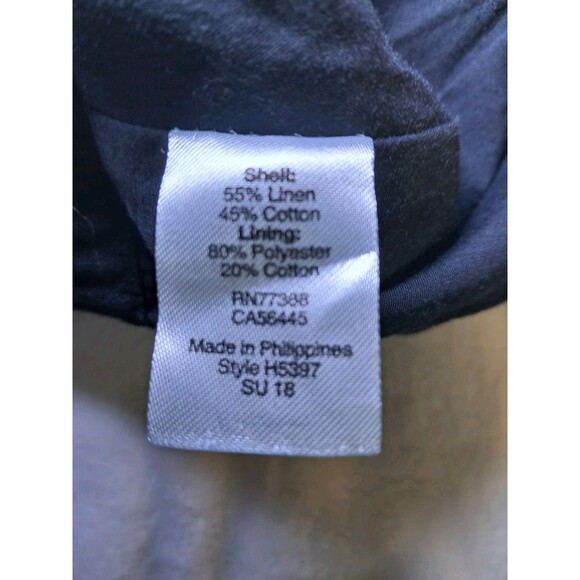 Shell:
55% Linen
45% Cotton
Lining:
80% Polyester
20% Cotton
RN77388
CA56445
Made in Philippines
Style H5397
SU 18